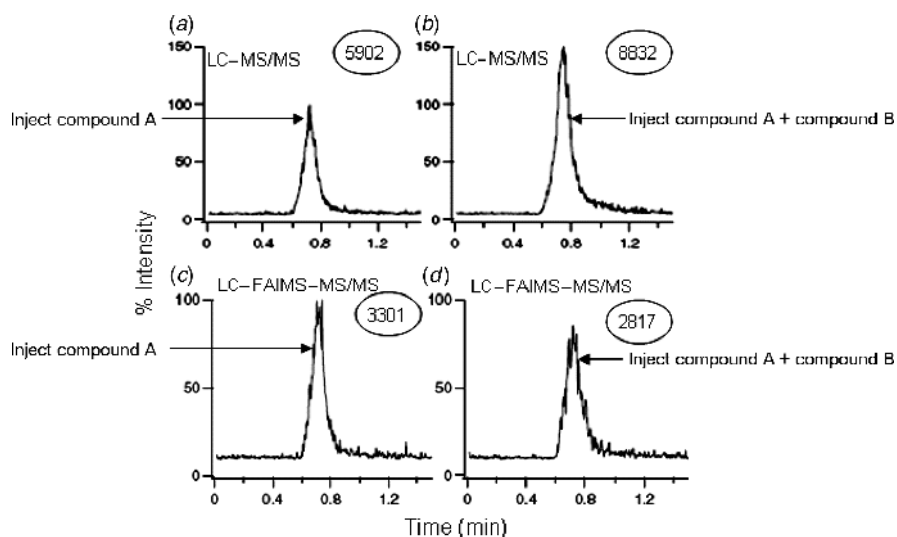 (a)
(b)
150
LC–MS/MS
5902
150
LC–MS/MS
8832
Inject compound A
100
100
Inject compound A + compound B
50
50
0
0
0 0.4 0.8 1.2
0 0.4 0.8 1.2
% Intensity
(c)
(d)
LC–FAIMS–MS/MS
LC–FAIMS–MS/MS
100
3301
100
2817
Inject compound A
Inject compound A + compound B
50
50
0
0
0 0.4 0.8 1.2
0 0.4 0.8 1.2
Time (min)